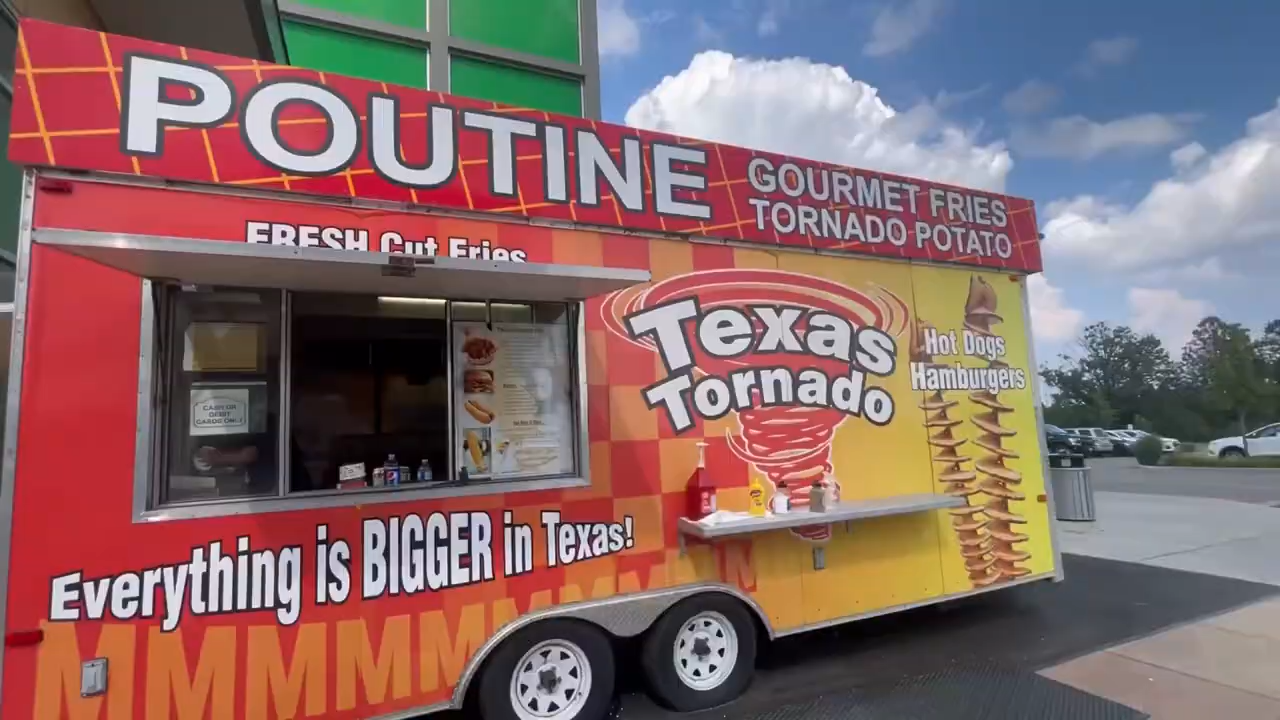 POUTINE
GOURMET FRIES
TORNADO POTATO
FRESH Cut Fries
Texas
Tornado
Hot Dogs
Hamburgers
CASH OR
DEBIT
CARDS ONLY
Everything is BIGGER in Texas!
MMMMMMMMM